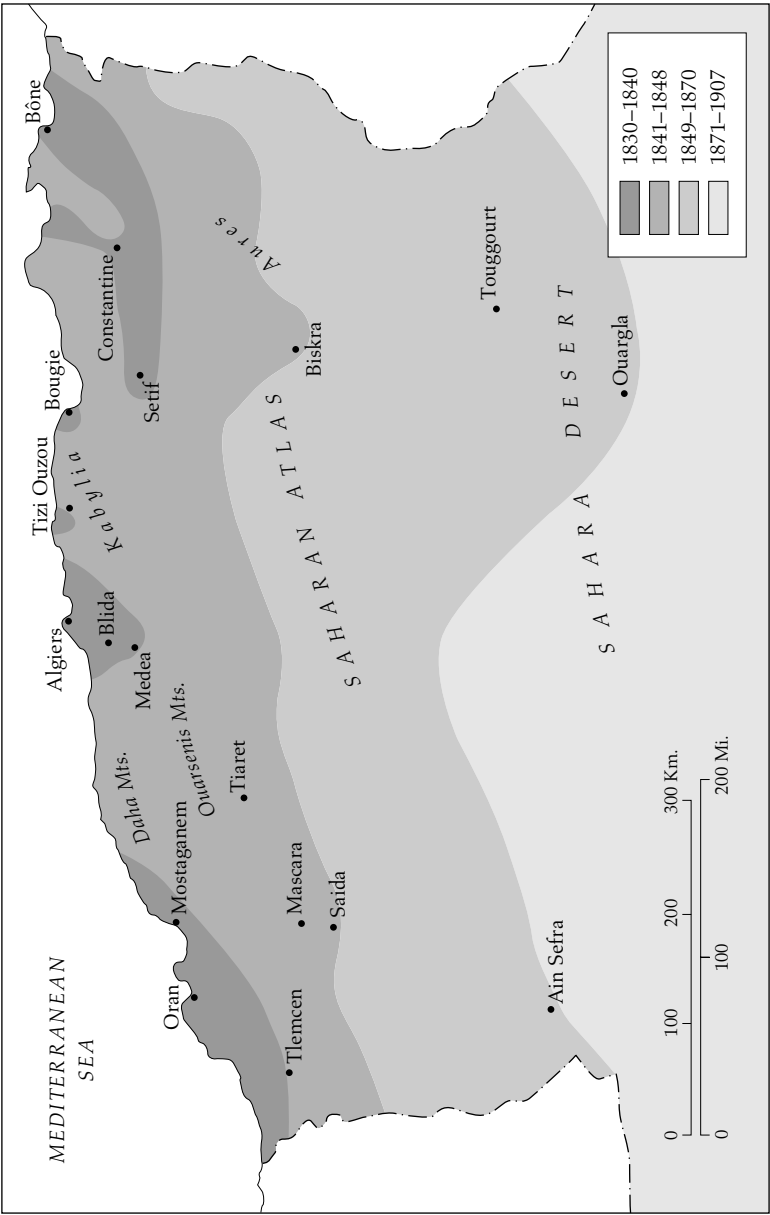 MEDITERRANEAN
SEA
Bône
Constantine
Bougie
Setif
Tizi Ouzou
Kabylia
Algiers
Blida
Medea
Aures
Biskra
Daha Mts.
Ouarsenis Mts.
Tiaret
Mostaganem
Mascara
Saida
Oran
Tlemcen
SAHARAN ATLAS
Touggourt
SAHARA DESERT
Ouargla
Ain Sefra
1830–1840
1841–1848
1849–1870
1871–1907
0 100 200 300 Km.
0 100 200 Mi.